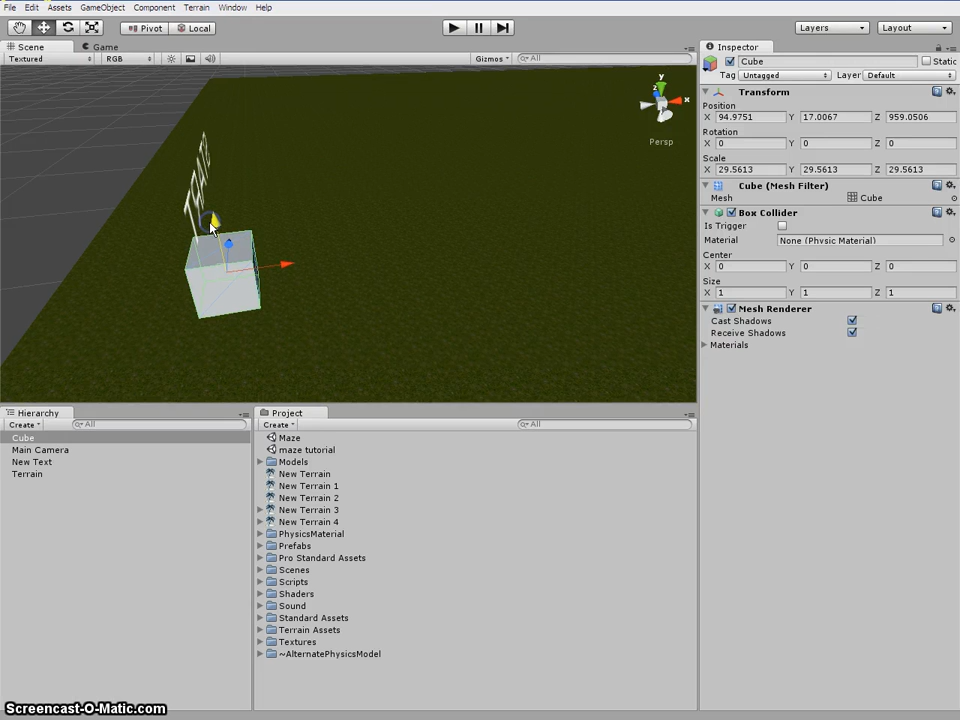 File Edit Assets GameObject Component Terrain Window Help
Pivot Local Layers Layout
Scene Game Inspector
Textured RGB Gizmos All Cube Static
Tag Untagged Layer Default
Transform
Position
X 94.9751 Y 17.0067 Z 959.0506
Rotation
X 0 Y 0 Z 0
Scale
X 29.5613 Y 29.5613 Z 29.5613
Cube (Mesh Filter)
Mesh Cube
Box Collider
Is Trigger
Material None (Physic Material)
Center
X 0 Y 0 Z 0
Size
X 1 Y 1 Z 1
Mesh Renderer
Cast Shadows
Receive Shadows
Materials
y
z x
Persp
Hierarchy
Create All
Cube
Main Camera
New Text
Terrain
Project
Create All
Maze
maze tutorial
Models
New Terrain
New Terrain 1
New Terrain 2
New Terrain 3
New Terrain 4
PhysicsMaterial
Prefabs
Pro Standard Assets
Scenes
Scripts
Shaders
Sound
Standard Assets
Terrain Assets
Textures
~AlternatePhysicsModel
Screencast-O-Matic.com